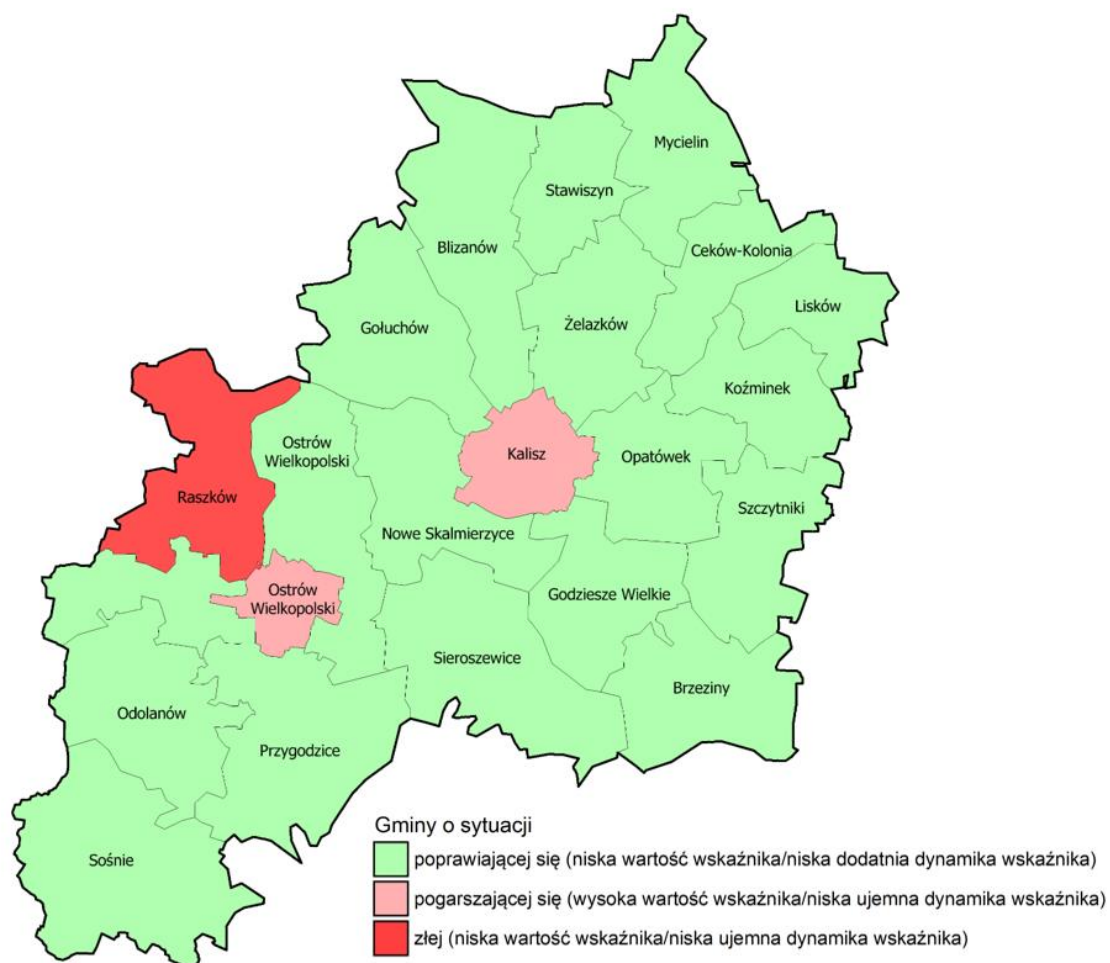 Mycielin
Stawiszyn
Blizanów
Ceków-Kolonia
Lisków
Gołuchów
Żelazków
Koźminek
Ostrów
Wielkopolski
Kalisz
Opatówek
Raszków
Szczytniki
Nowe Skalmierzyce
Ostrów
Wielkopolski
Godziesze Wielkie
Sieroszewice
Brzeziny
Odolanów
Przygodzice
Sośnie
Gminy o sytuacji
poprawiającej się (niska wartość wskaźnika/niska dodatnia dynamika wskaźnika)
pogarszającej się (wysoka wartość wskaźnika/niska ujemna dynamika wskaźnika)
złej (niska wartość wskaźnika/niska ujemna dynamika wskaźnika)